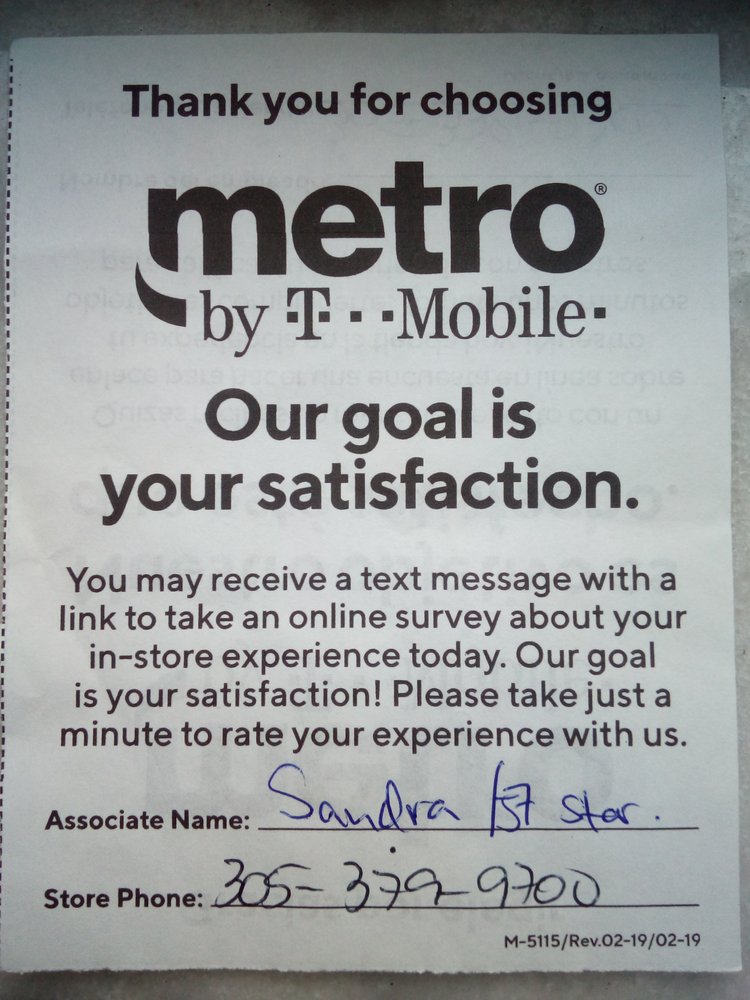 Thank you for choosing
metro®
by T··Mobile·
Our goal is
your satisfaction.
You may receive a text message with a
link to take an online survey about your
in-store experience today. Our goal
is your satisfaction! Please take just a
minute to rate your experience with us.
Associate Name: Sandra 1st star.
Store Phone: 305-379-9700
M-5115/Rev.02-19/02-19